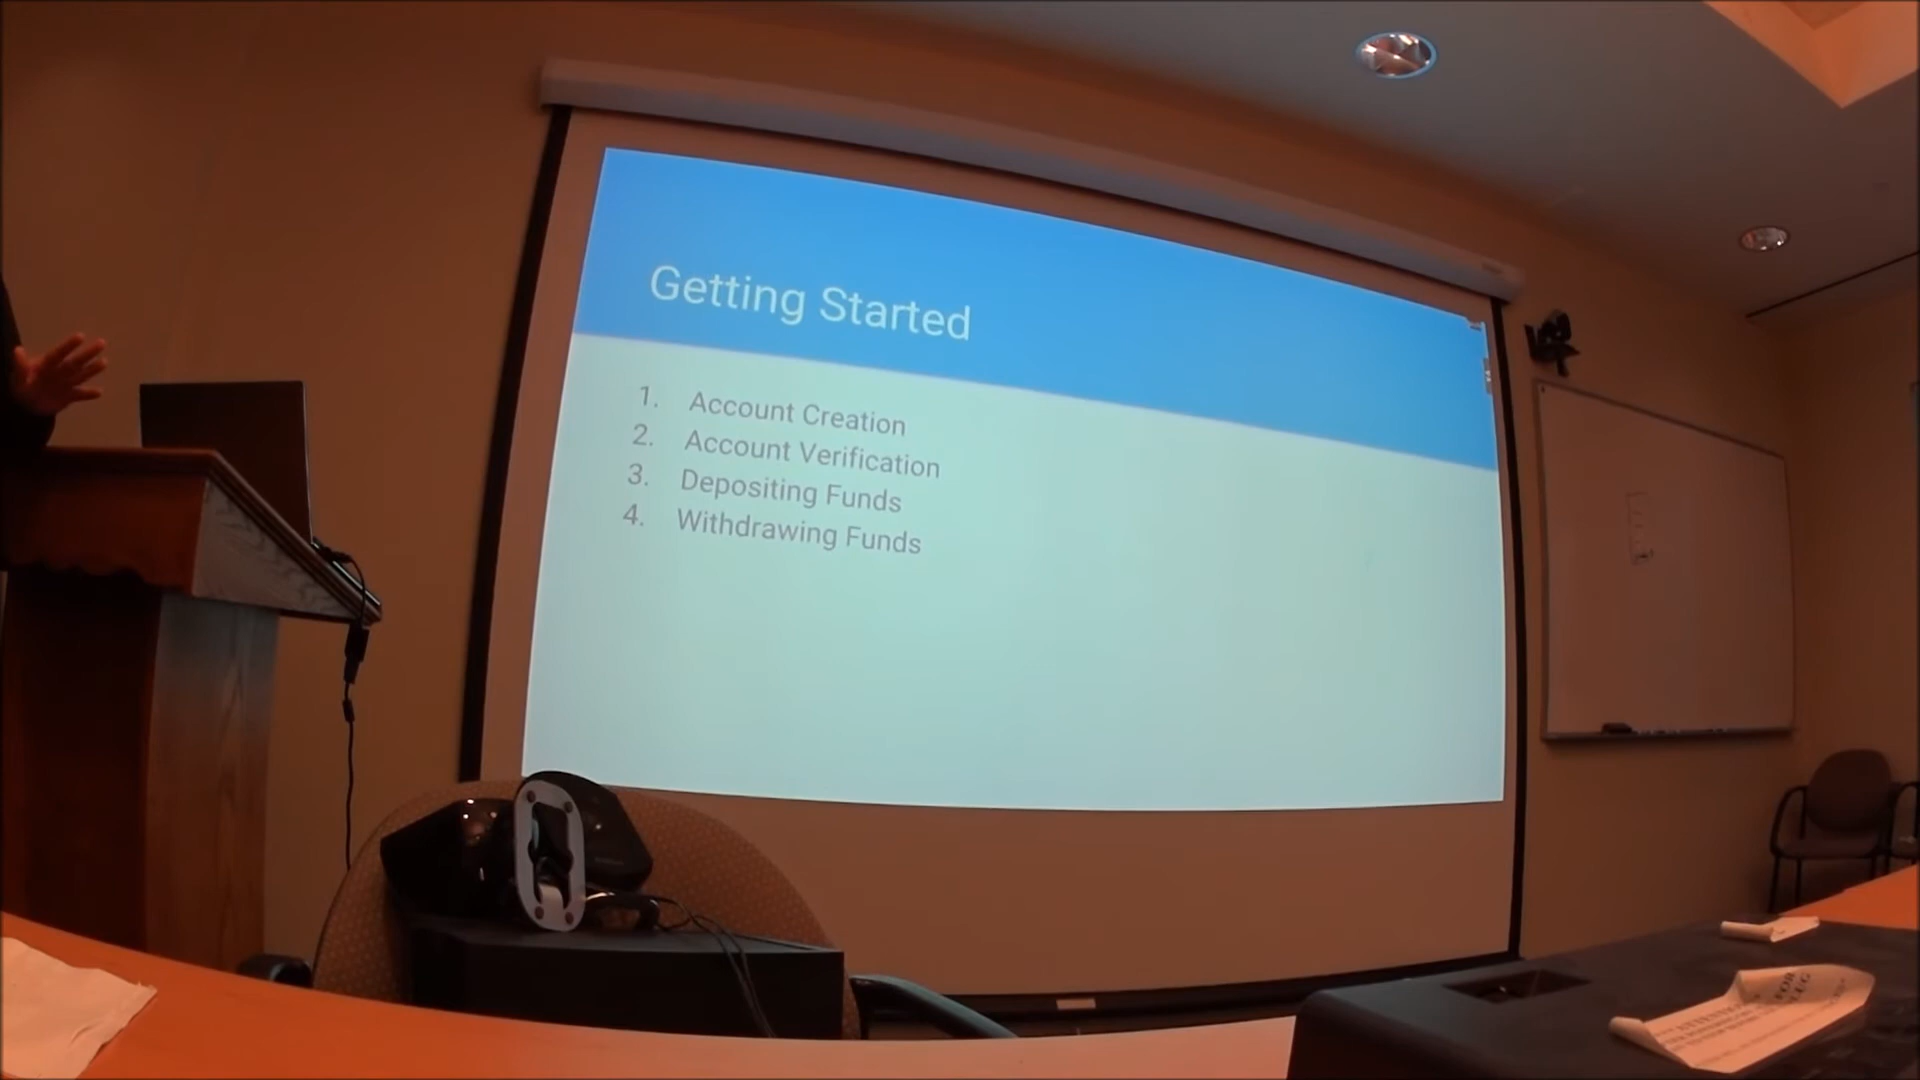 Getting Started
1. Account Creation
2. Account Verification
3. Depositing Funds
4. Withdrawing Funds